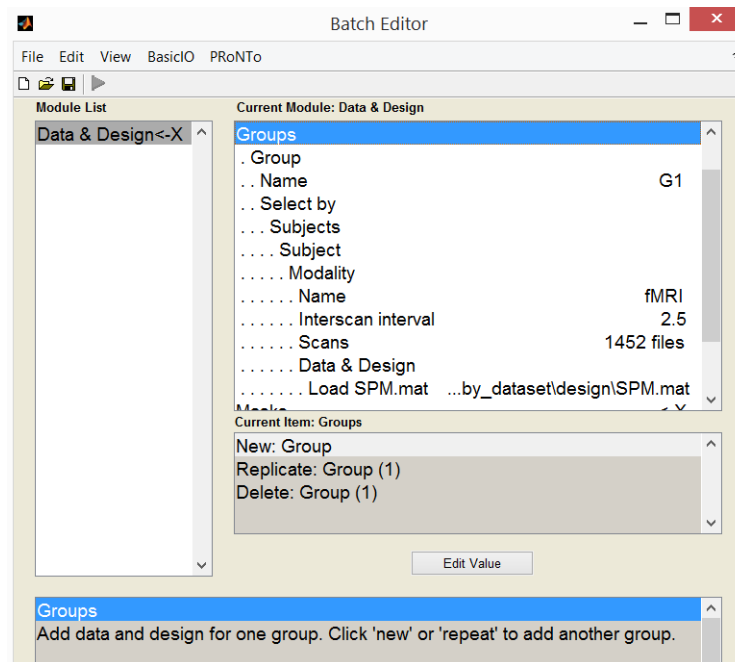 Batch Editor
File Edit View BasicIO PRoNTo
Module List
Data & Design<-X
Current Module: Data & Design
Groups
. Group
. . Name G1
. . Select by
. . . Subjects
. . . . Subject
. . . . . Modality
. . . . . . Name fMRI
. . . . . . Interscan interval 2.5
. . . . . . Scans 1452 files
. . . . . . Data & Design
. . . . . . . Load SPM.mat ...by_dataset\design\SPM.mat
Masks <-X
Current Item: Groups
New: Group
Replicate: Group (1)
Delete: Group (1)
Edit Value
Groups
Add data and design for one group. Click 'new' or 'repeat' to add another group.